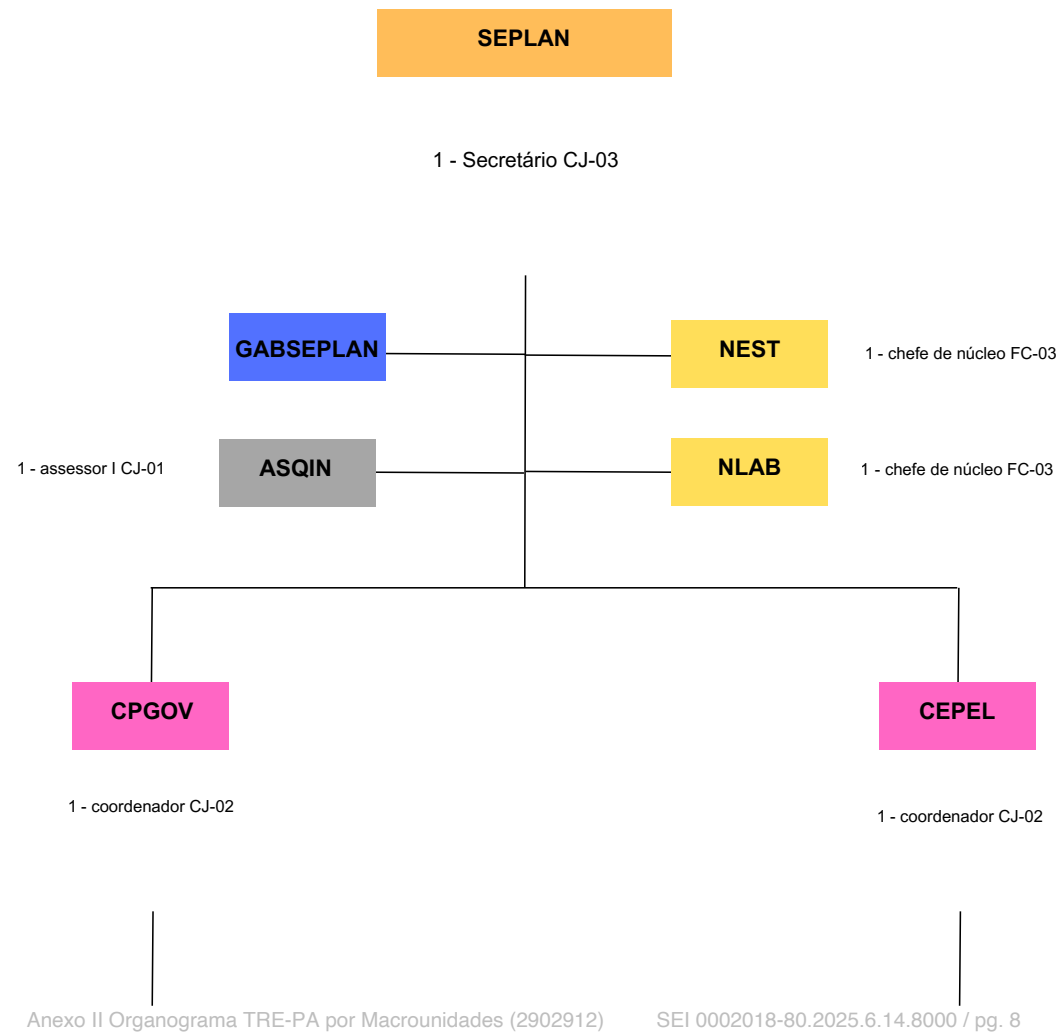 SEPLAN
1 - Secretário CJ-03
GABSEPLAN
NEST
1 - chefe de núcleo FC-03
1 - assessor I CJ-01
ASQIN
NLAB
1 - chefe de núcleo FC-03
CPGOV
CEPEL
1 - coordenador CJ-02
1 - coordenador CJ-02
Anexo II Organograma TRE-PA por Macrounidades (2902912) SEI 0002018-80.2025.6.14.8000 / pg. 8